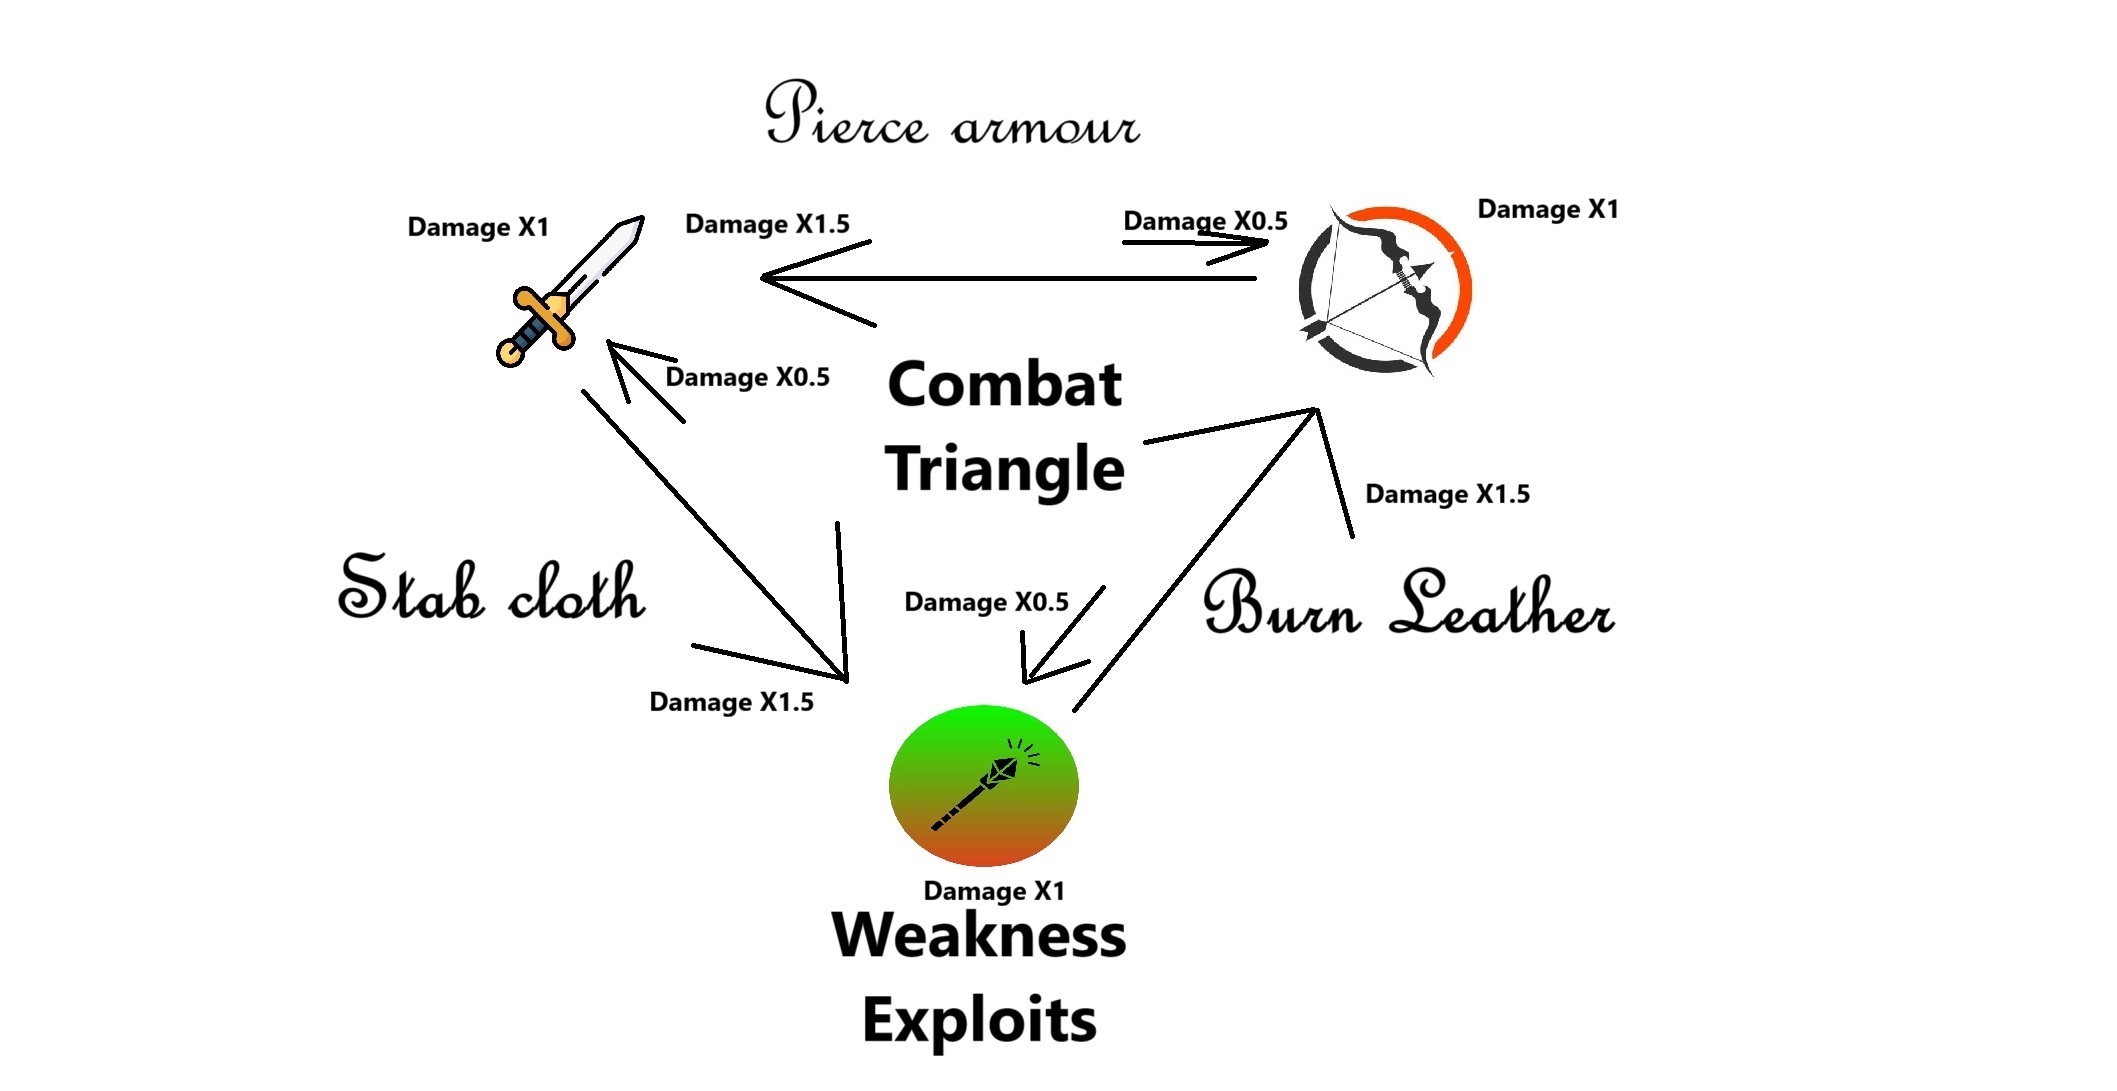 Pierce armour
Damage X1
Damage X1.5
Damage X0.5
Damage X1
Damage X0.5
Combat
Triangle
Damage X1.5
Stab cloth
Damage X0.5
Burn Leather
Damage X1.5
Damage X1
Weakness
Exploits